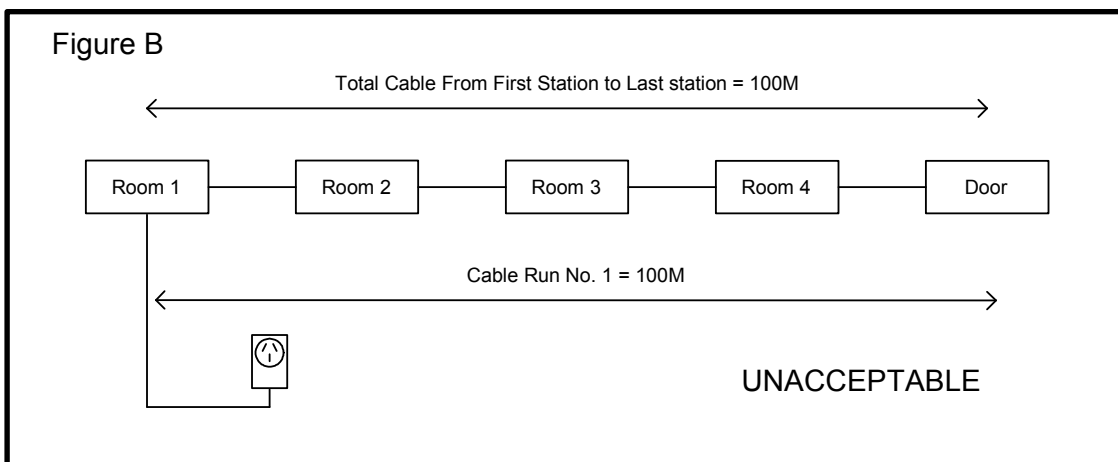 Figure B
Total Cable From First Station to Last station = 100M
Room 1 Room 2 Room 3 Room 4 Door
Cable Run No. 1 = 100M
UNACCEPTABLE